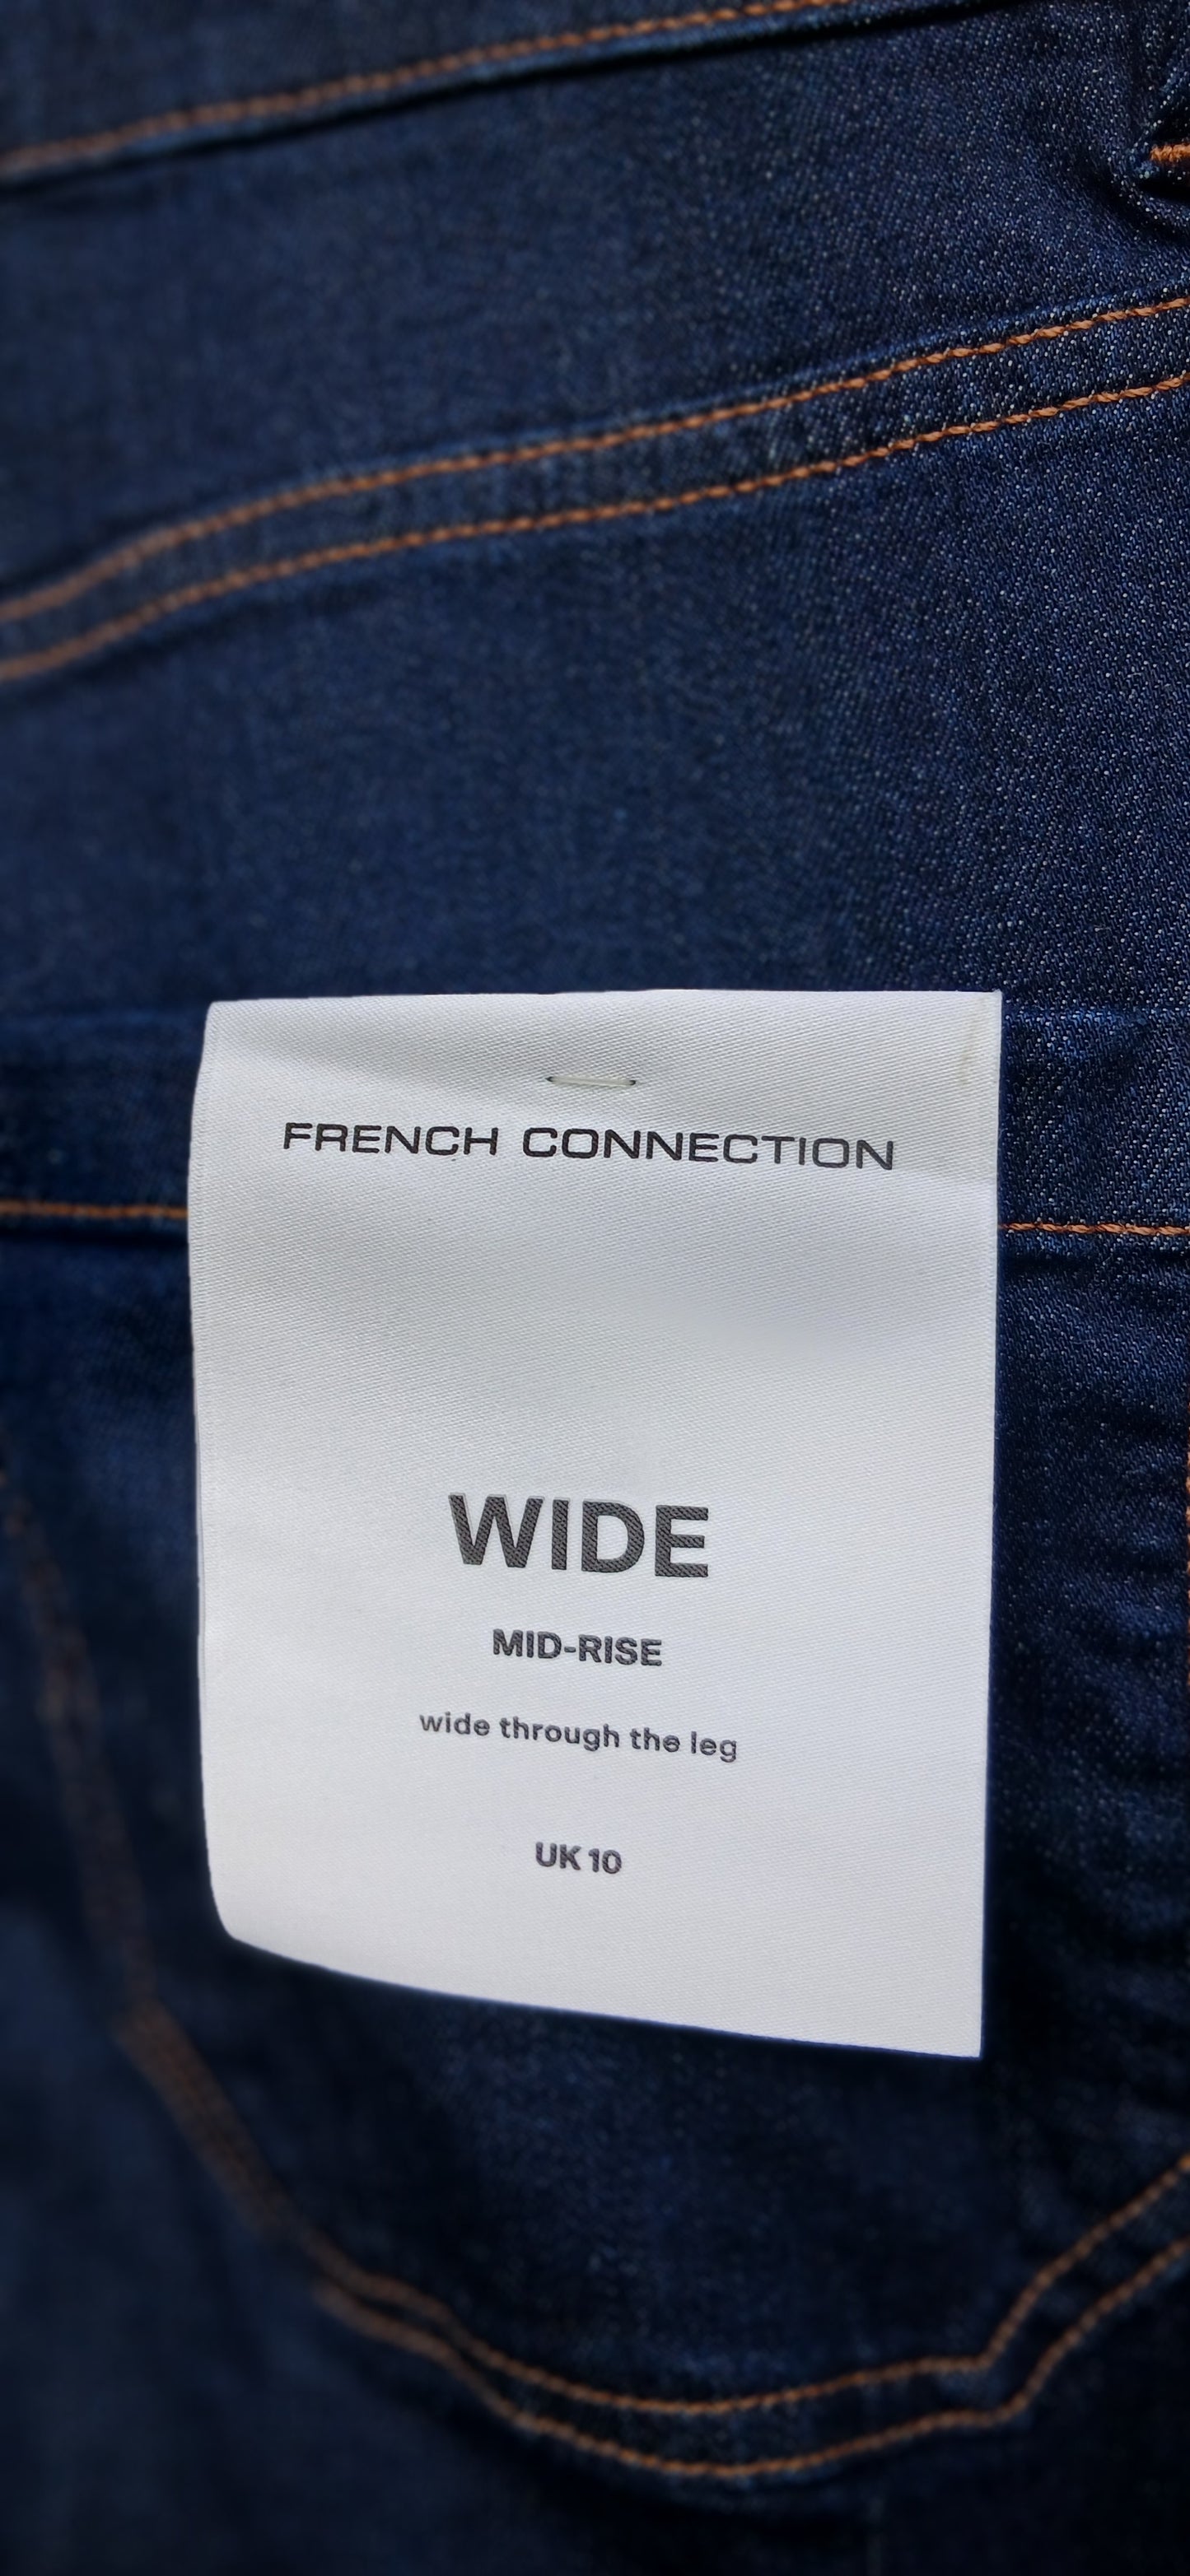 FRENCH CONNECTION
WIDE
MID-RISE
wide through the leg
UK 10